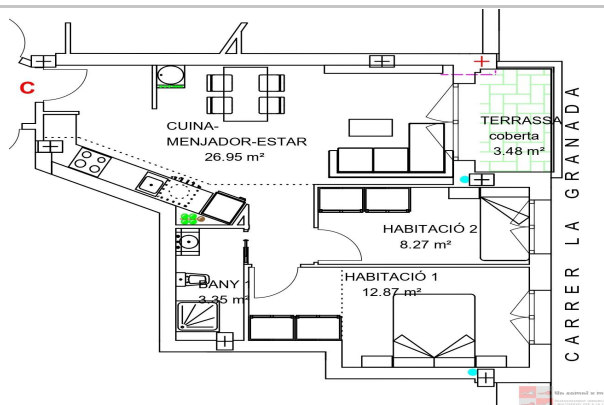 C
CUINA-
MENJADOR-ESTAR
26.95 m²
TERRASSA
coberta
3.48 m²
CARRER LA GRANADA
HABITACIÓ 2
8.27 m²
HABITACIÓ 1
12.87 m²
BANY 1
3.35 m²